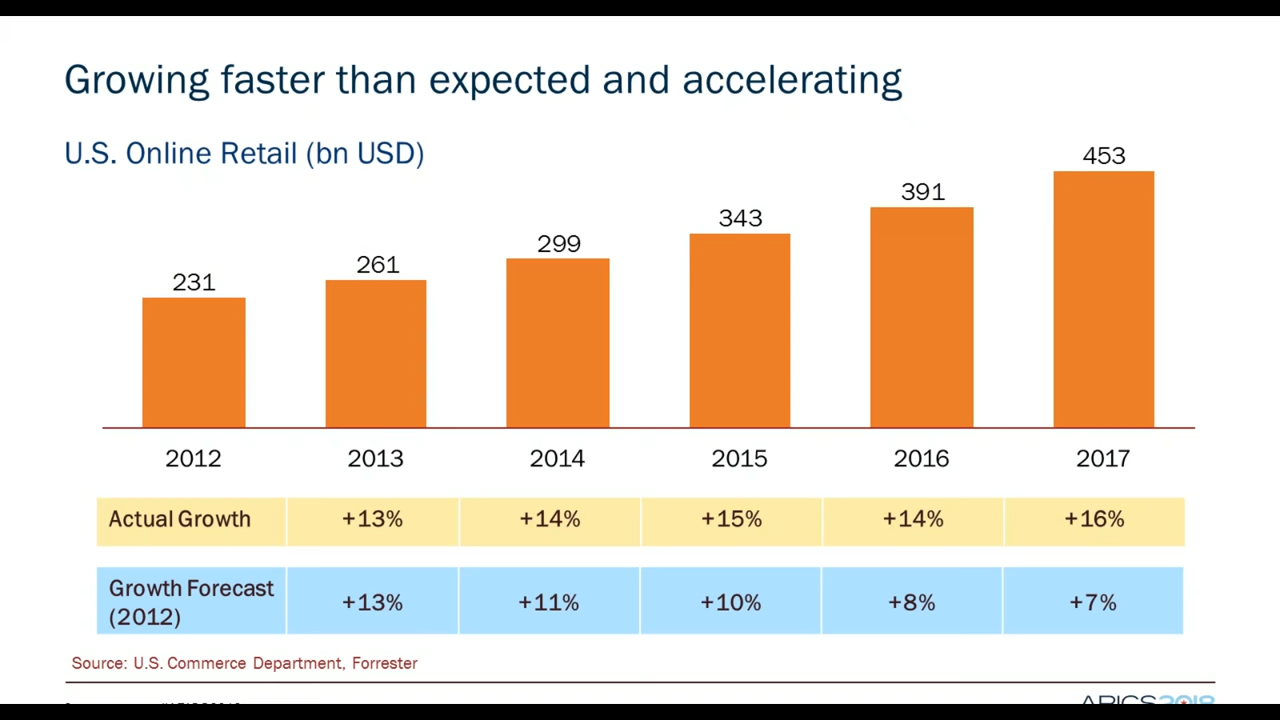 Growing faster than expected and accelerating
U.S. Online Retail (bn USD)
231
261
299
343
391
453
2012
2013
2014
2015
2016
2017
Actual Growth +13% +14% +15% +14% +16%
Growth Forecast
(2012) +13% +11% +10% +8% +7%
Source: U.S. Commerce Department, Forrester
APICS2018